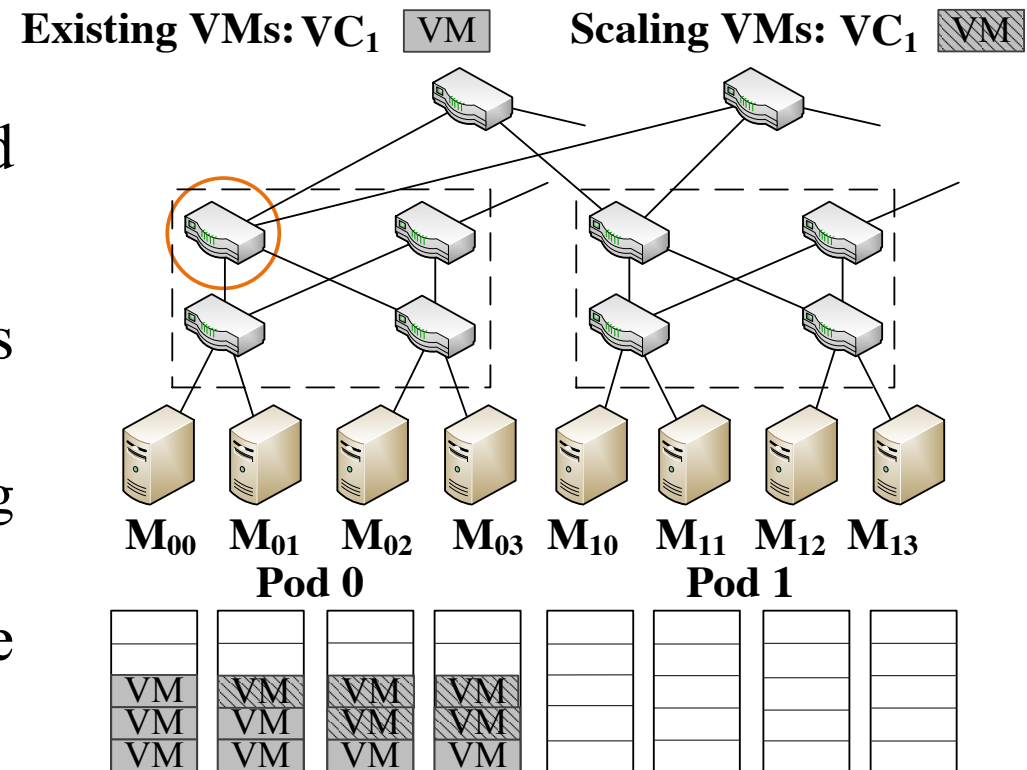 Existing VMs: VC₁ VM Scaling VMs: VC₁ VM
d
s
g
e
M₀₀ M₀₁ M₀₂ M₀₃ M₁₀ M₁₁ M₁₂ M₁₃
Pod 0 Pod 1
VM VM VM VM
VM VM VM VM
VM VM VM VM